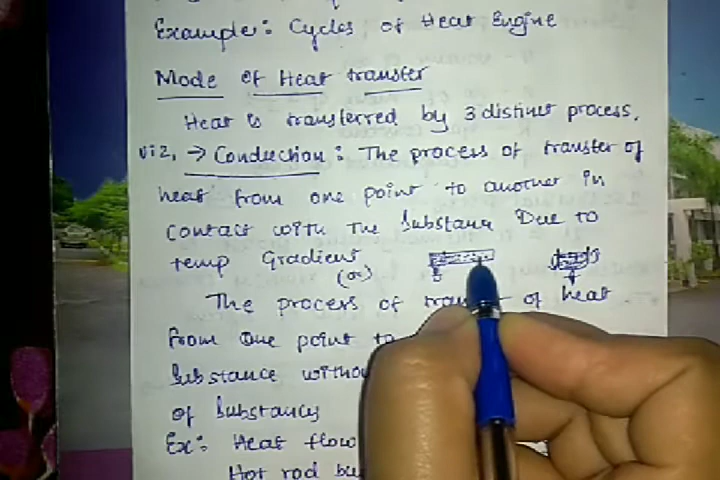 Example: Cycles of Heat Engine
Mode of Heat transfer
Heat is transferred by 3 distinct process.
viz, → Conduction: The process of transfer of
heat from one point to another in
contact with the Substance Due to
temp Gradient
(or)
The process of of heat
from One point to
Substance
of Substancy
Ex: Heat flow
Hot rod